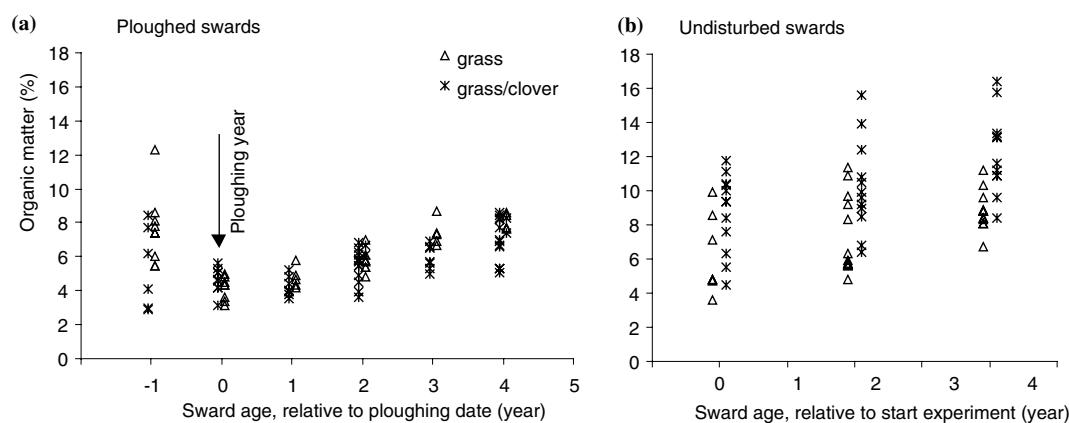 (a) Ploughed swards
18
16
14
12
10
8
6
4
2
0
Organic matter (%)
grass
grass/clover
Ploughing year
-1 0 1 2 3 4 5
Sward age, relative to ploughing date (year)
(b) Undisturbed swards
18
16
14
12
10
8
6
4
2
0
0 1 2 3 4
Sward age, relative to start experiment (year)